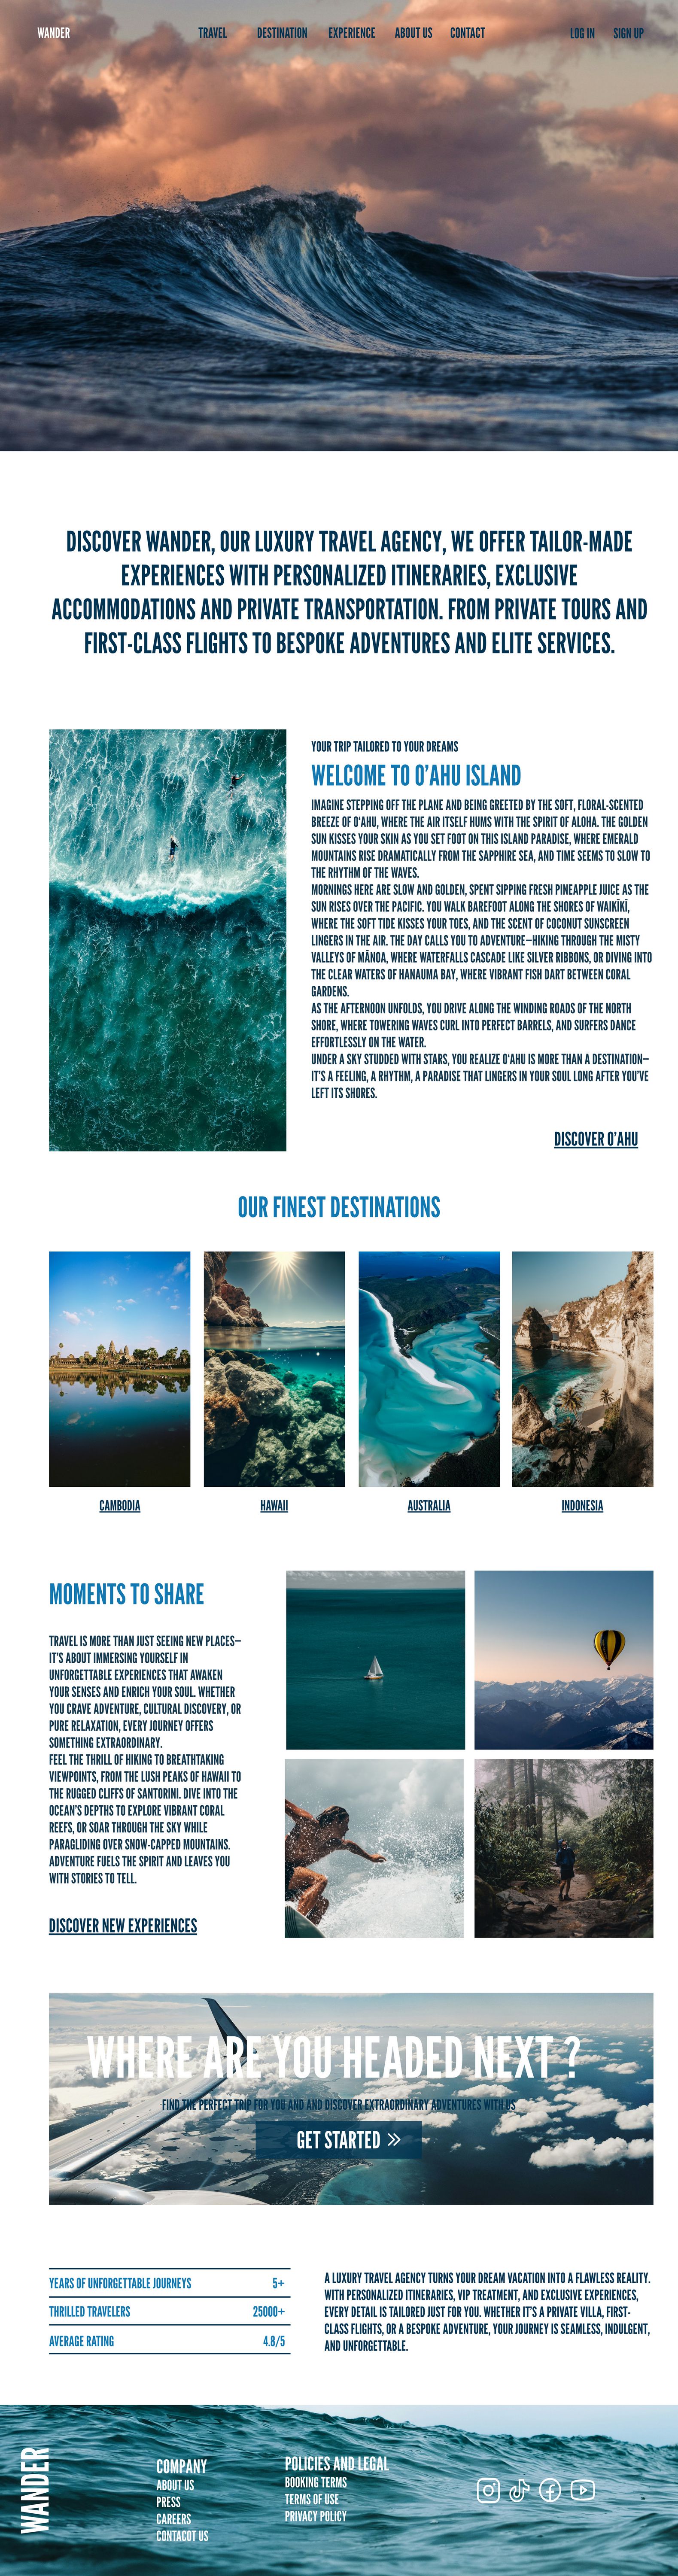 WANDER
TRAVEL DESTINATION EXPERIENCE ABOUT US CONTACT
LOG IN SIGN UP
DISCOVER WANDER, OUR LUXURY TRAVEL AGENCY, WE OFFER TAILOR-MADE
EXPERIENCES WITH PERSONALIZED ITINERARIES, EXCLUSIVE
ACCOMMODATIONS AND PRIVATE TRANSPORTATION. FROM PRIVATE TOURS AND
FIRST-CLASS FLIGHTS TO BESPOKE ADVENTURES AND ELITE SERVICES.
YOUR TRIP TAILORED TO YOUR DREAMS
WELCOME TO O'AHU ISLAND
IMAGINE STEPPING OFF THE PLANE AND BEING GREETED BY THE SOFT, FLORAL-SCENTED
BREEZE OF O'AHU, WHERE THE AIR ITSELF HUMS WITH THE SPIRIT OF ALOHA. THE GOLDEN
SUN KISSES YOUR SKIN AS YOU SET FOOT ON THIS ISLAND PARADISE, WHERE EMERALD
MOUNTAINS RISE DRAMATICALLY FROM THE SAPPHIRE SEA, AND TIME SEEMS TO SLOW TO
THE RHYTHM OF THE WAVES.
MORNINGS HERE ARE SLOW AND GOLDEN, SPENT SIPPING FRESH PINEAPPLE JUICE AS THE
SUN RISES OVER THE PACIFIC. YOU WALK BAREFOOT ALONG THE SHORES OF WAIKĪKĪ,
WHERE THE SOFT TIDE KISSES YOUR TOES, AND THE SCENT OF COCONUT SUNSCREEN
LINGERS IN THE AIR. THE DAY CALLS YOU TO ADVENTURE—HIKING THROUGH THE MISTY
VALLEYS OF MĀNOA, WHERE WATERFALLS CASCADE LIKE SILVER RIBBONS, OR DIVING INTO
THE CLEAR WATERS OF HANAUMA BAY, WHERE VIBRANT FISH DART BETWEEN CORAL
GARDENS.
AS THE AFTERNOON UNFOLDS, YOU DRIVE ALONG THE WINDING ROADS OF THE NORTH
SHORE, WHERE TOWERING WAVES CURL INTO PERFECT BARRELS, AND SURFERS DANCE
EFFORTLESSLY ON THE WATER.
UNDER A SKY STUDDED WITH STARS, YOU REALIZE O'AHU IS MORE THAN A DESTINATION—
IT'S A FEELING, A RHYTHM, A PARADISE THAT LINGERS IN YOUR SOUL LONG AFTER YOU'VE
LEFT ITS SHORES.
DISCOVER O'AHU
OUR FINEST DESTINATIONS
CAMBODIA
HAWAII
AUSTRALIA
INDONESIA
MOMENTS TO SHARE
TRAVEL IS MORE THAN JUST SEEING NEW PLACES—
IT'S ABOUT IMMERSING YOURSELF IN
UNFORGETTABLE EXPERIENCES THAT AWAKEN
YOUR SENSES AND ENRICH YOUR SOUL. WHETHER
YOU CRAVE ADVENTURE, CULTURAL DISCOVERY, OR
PURE RELAXATION, EVERY JOURNEY OFFERS
SOMETHING EXTRAORDINARY.
FEEL THE THRILL OF HIKING TO BREATHTAKING
VIEWPOINTS, FROM THE LUSH PEAKS OF HAWAII TO
THE RUGGED CLIFFS OF SANTORINI. DIVE INTO THE
OCEAN'S DEPTHS TO EXPLORE VIBRANT CORAL
REEFS, OR SOAR THROUGH THE SKY WHILE
PARAGLIDING OVER SNOW-CAPPED MOUNTAINS.
ADVENTURE FUELS THE SPIRIT AND LEAVES YOU
WITH STORIES TO TELL.
DISCOVER NEW EXPERIENCES
WHERE ARE YOU HEADED NEXT ?
FIND THE PERFECT TRIP FOR YOU AND AND DISCOVER EXTRAORDINARY ADVENTURES WITH US
GET STARTED
YEARS OF UNFORGETTABLE JOURNEYS 5+
THRILLED TRAVELERS 25000+
AVERAGE RATING 4.8/5
A LUXURY TRAVEL AGENCY TURNS YOUR DREAM VACATION INTO A FLAWLESS REALITY.
WITH PERSONALIZED ITINERARIES, VIP TREATMENT, AND EXCLUSIVE EXPERIENCES,
EVERY DETAIL IS TAILORED JUST FOR YOU. WHETHER IT'S A PRIVATE VILLA, FIRST-
CLASS FLIGHTS, OR A BESPOKE ADVENTURE, YOUR JOURNEY IS SEAMLESS, INDULGENT,
AND UNFORGETTABLE.
WANDER
COMPANY
ABOUT US
PRESS
CAREERS
CONTACOT US
POLICIES AND LEGAL
BOOKING TERMS
TERMS OF USE
PRIVACY POLICY